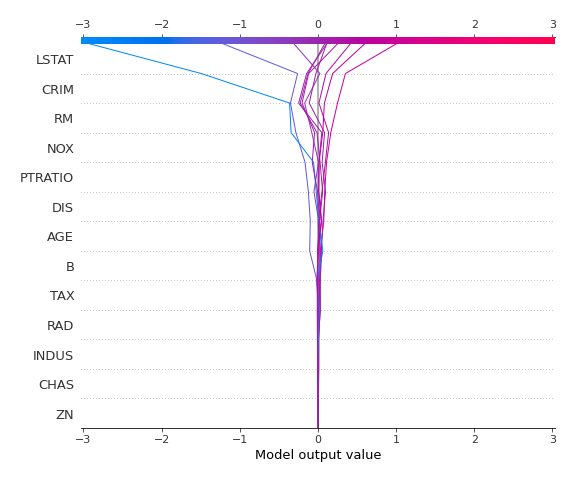 −3 −2 −1 0 1 2 3
LSTAT
CRIM
RM
NOX
PTRATIO
DIS
AGE
B
TAX
RAD
INDUS
CHAS
ZN
−3 −2 −1 0 1 2 3
Model output value